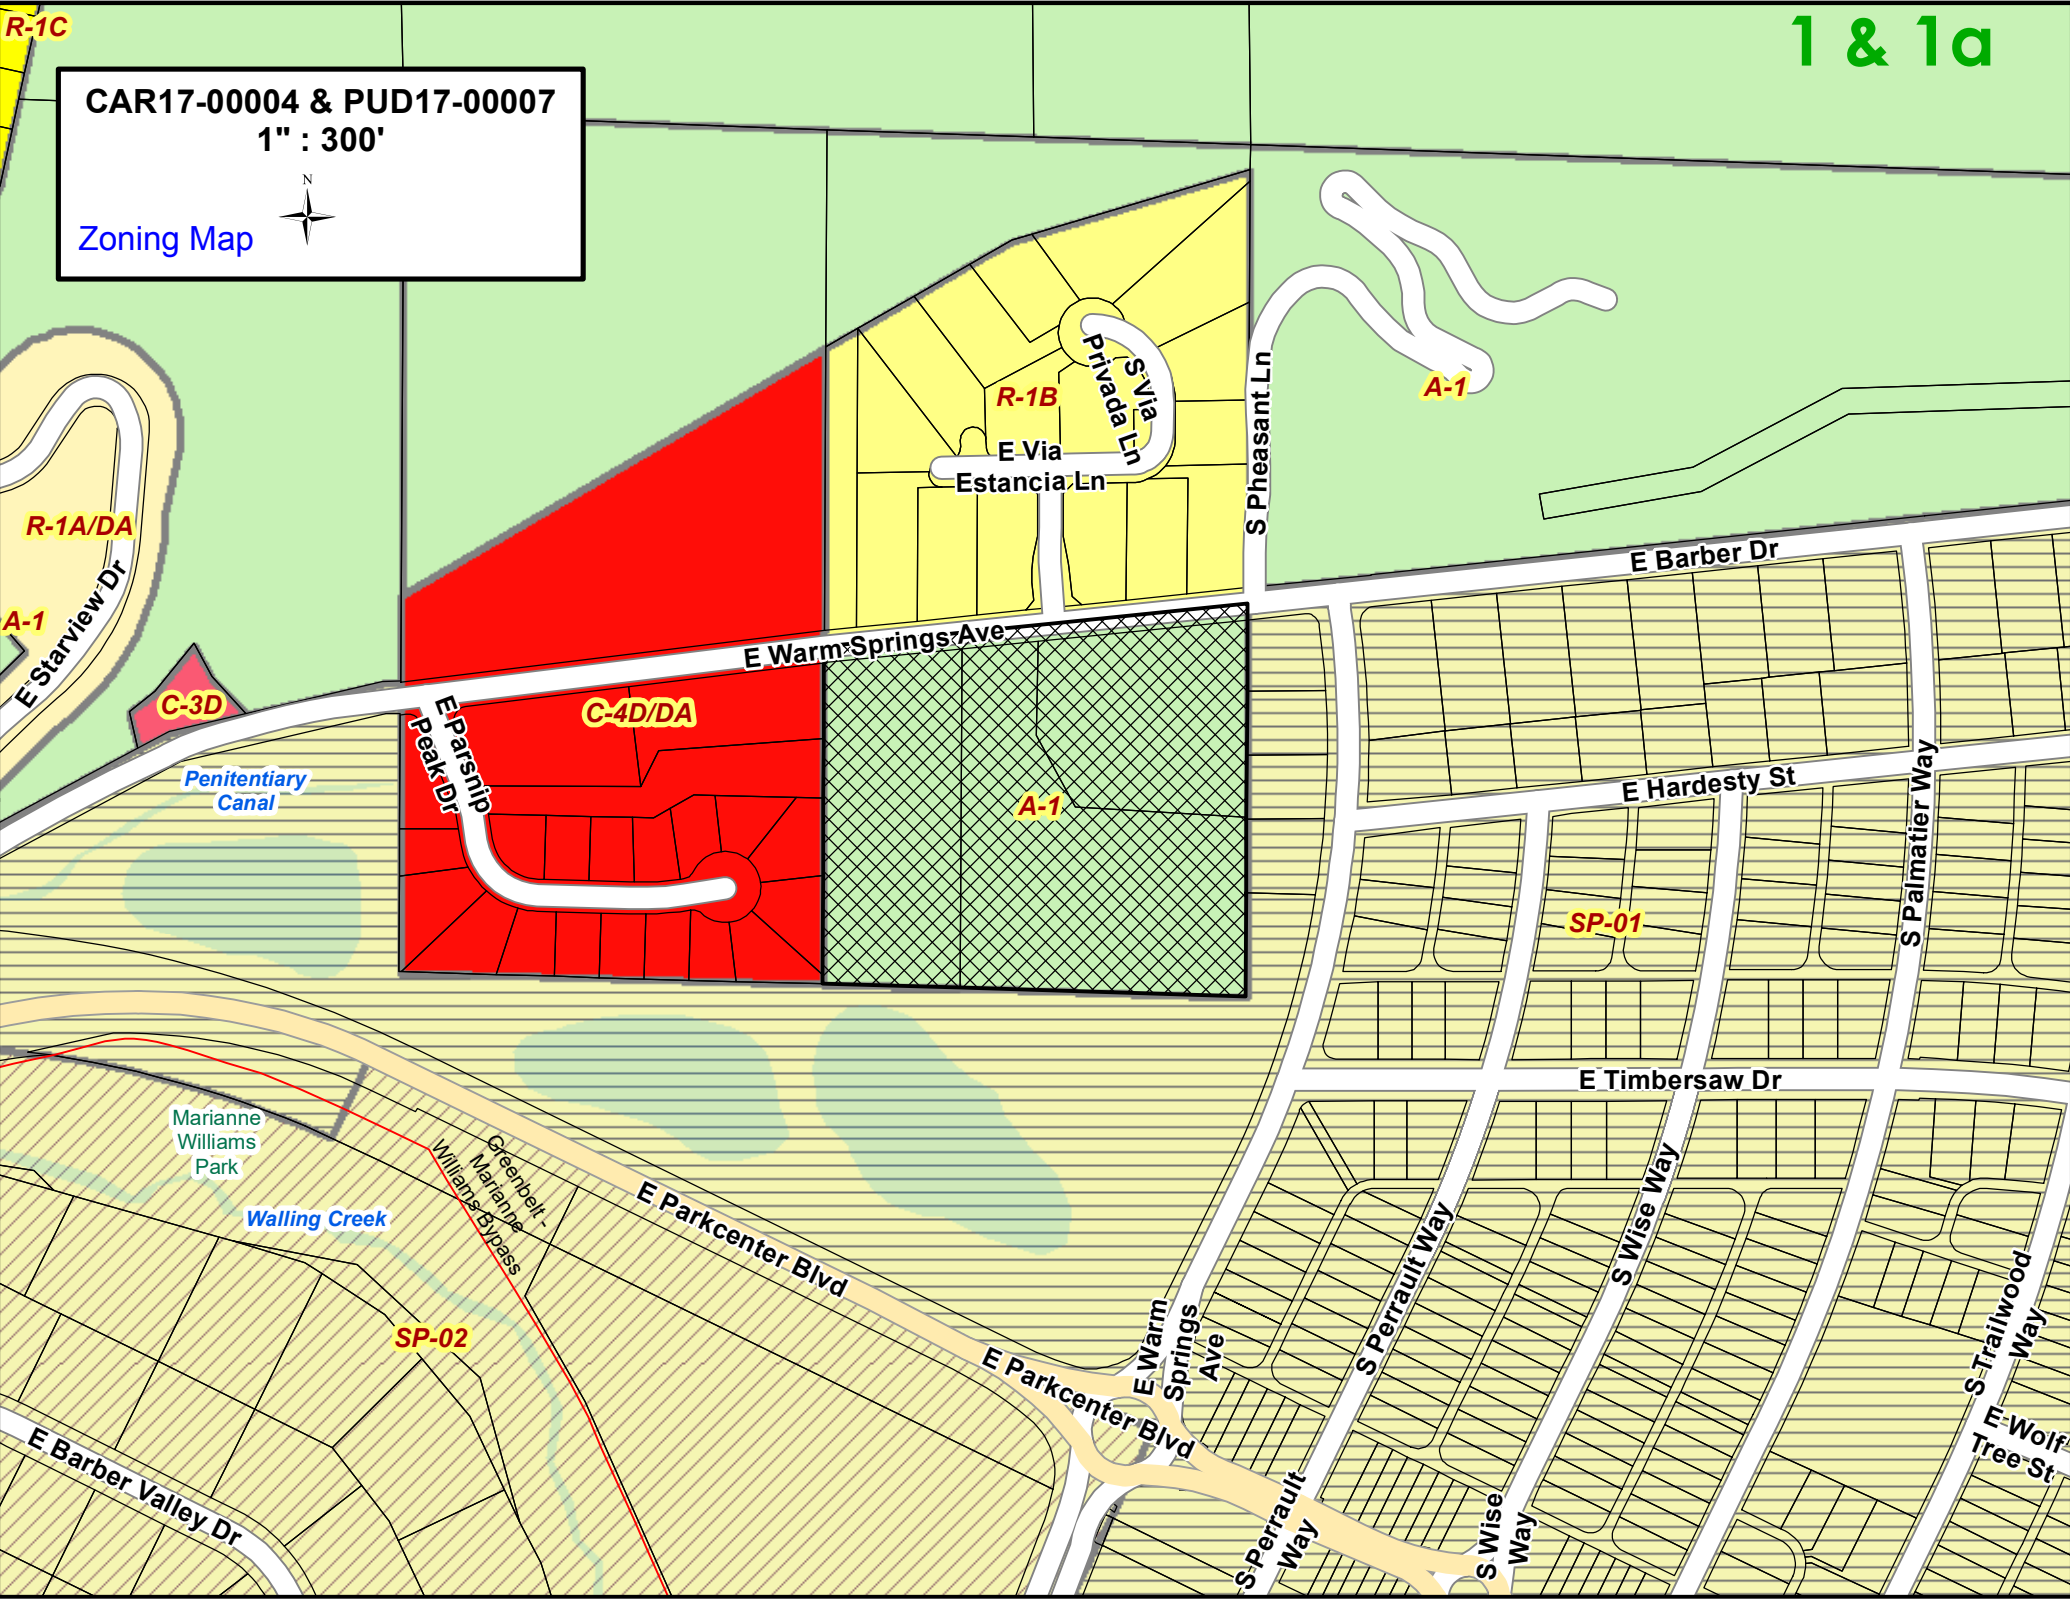 R-1C
1 & 1a
CAR17-00004 & PUD17-00007
1" : 300'
N
Zoning Map
S Via
Privada Ln
R-1B
E Via
Estancia Ln
S Pheasant Ln
A-1
R-1A/DA
E Barber Dr
A-1
E Starview Dr
E Warm Springs Ave
C-3D
C-4D/DA
E Parsnip
Peak Dr
Penitentiary
Canal
A-1
E Hardesty St
S Palmatier Way
SP-01
E Timbersaw Dr
Marianne
Williams
Park
Greenbelt -
Marianne
Williams Bypass
Walling Creek
E Parkcenter Blvd
S Perrault Way
S Wise Way
S Trailwood
Way
SP-02
E Warm
Springs
Ave
E Parkcenter Blvd
E Barber Valley Dr
E Wolf
Tree St
S Perrault
Way
S Wise
Way